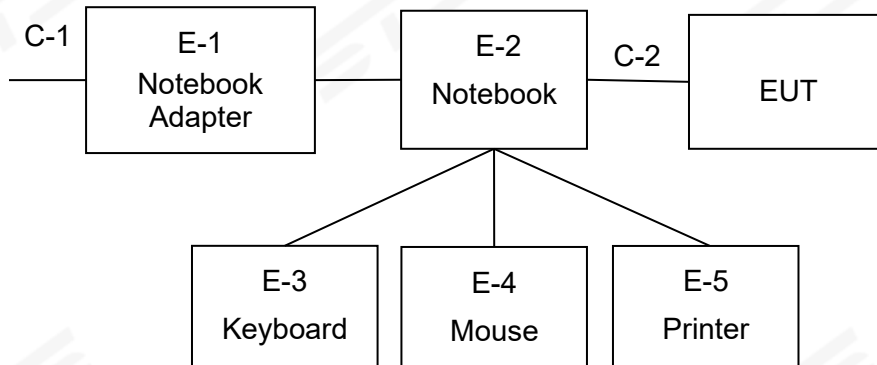 C-1
E-1
Notebook
Adapter
E-2
Notebook
C-2
EUT
E-3
Keyboard
E-4
Mouse
E-5
Printer